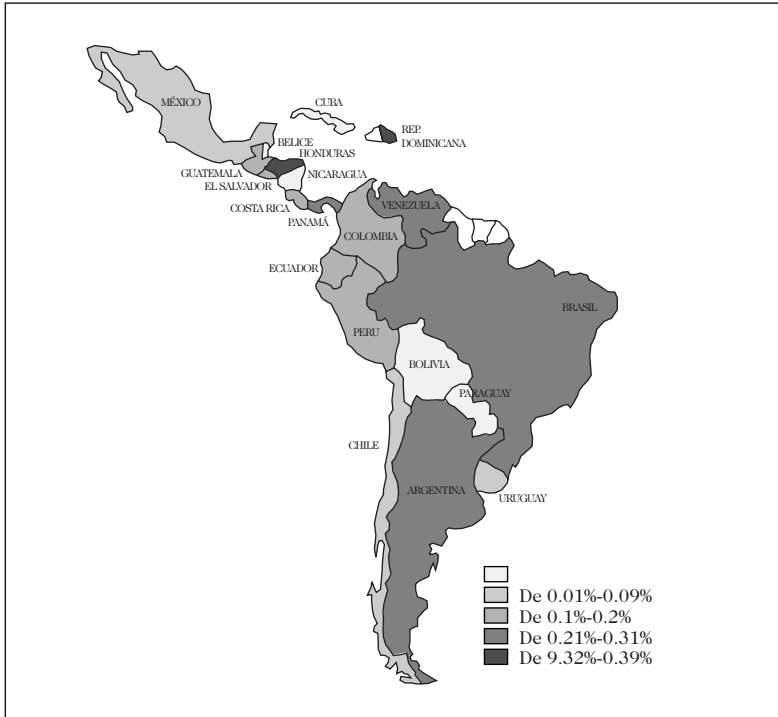 MÉXICO
CUBA
REP.
DOMINICANA
BELICE
HONDURAS
GUATEMALA
NICARAGUA
EL SALVADOR
VENEZUELA
COSTA RICA
PANAMÁ
COLOMBIA
ECUADOR
BRASIL
PERU
BOLIVIA
PARAGUAY
CHILE
ARGENTINA
URUGUAY
De 0.01%-0.09%
De 0.1%-0.2%
De 0.21%-0.31%
De 9.32%-0.39%